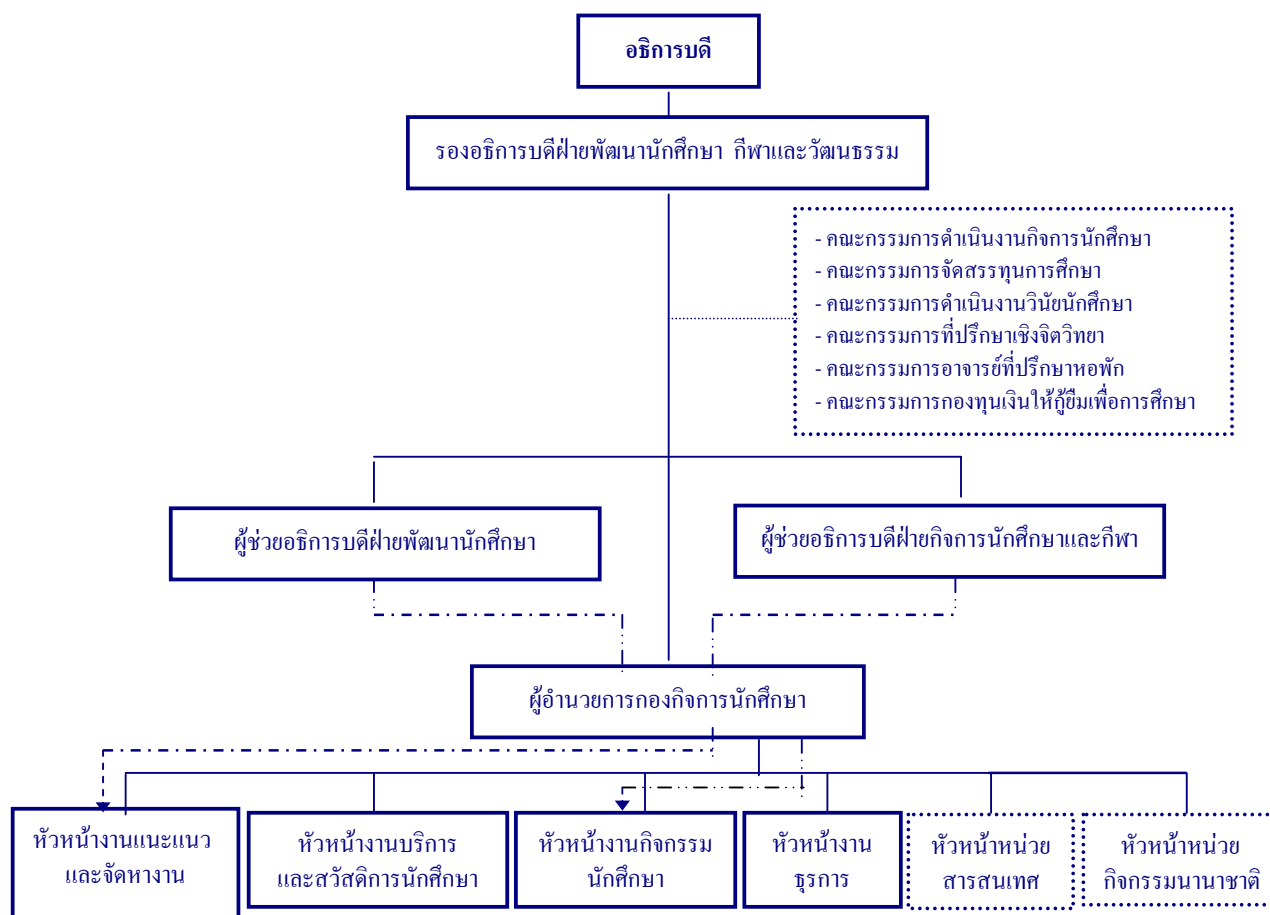 อธิการบดี
รองอธิการบดีฝ่ายพัฒนานักศึกษา กีฬาและวัฒนธรรม
- คณะกรรมการดำเนินงานกิจการนักศึกษา
- คณะกรรมการจัดสรรทุนการศึกษา
- คณะกรรมการดำเนินงานวินัยนักศึกษา
- คณะกรรมการที่ปรึกษาเชิงจิตวิทยา
- คณะกรรมการอาจารย์ที่ปรึกษาหอพัก
- คณะกรรมการกองทุนเงินให้กู้ยืมเพื่อการศึกษา
ผู้ช่วยอธิการบดีฝ่ายพัฒนานักศึกษา
ผู้ช่วยอธิการบดีฝ่ายกิจการนักศึกษาและกีฬา
ผู้อำนวยการกองกิจการนักศึกษา
หัวหน้างานแนะแนว
และจัดหางาน
หัวหน้างานบริการ
และสวัสดิการนักศึกษา
หัวหน้างานกิจกรรม
นักศึกษา
หัวหน้างาน
ธุรการ
หัวหน้าหน่วย
สารสนเทศ
หัวหน้าหน่วย
กิจกรรมนานาชาติ